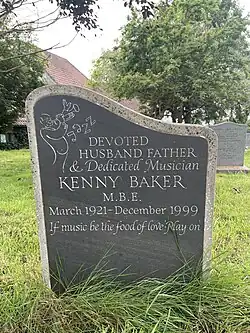 Jazz
DEVOTED
HUSBAND FATHER
& Dedicated Musician
KENNY BAKER
M.B.E.
March 1921 - December 1999
If music be the food of love Play on